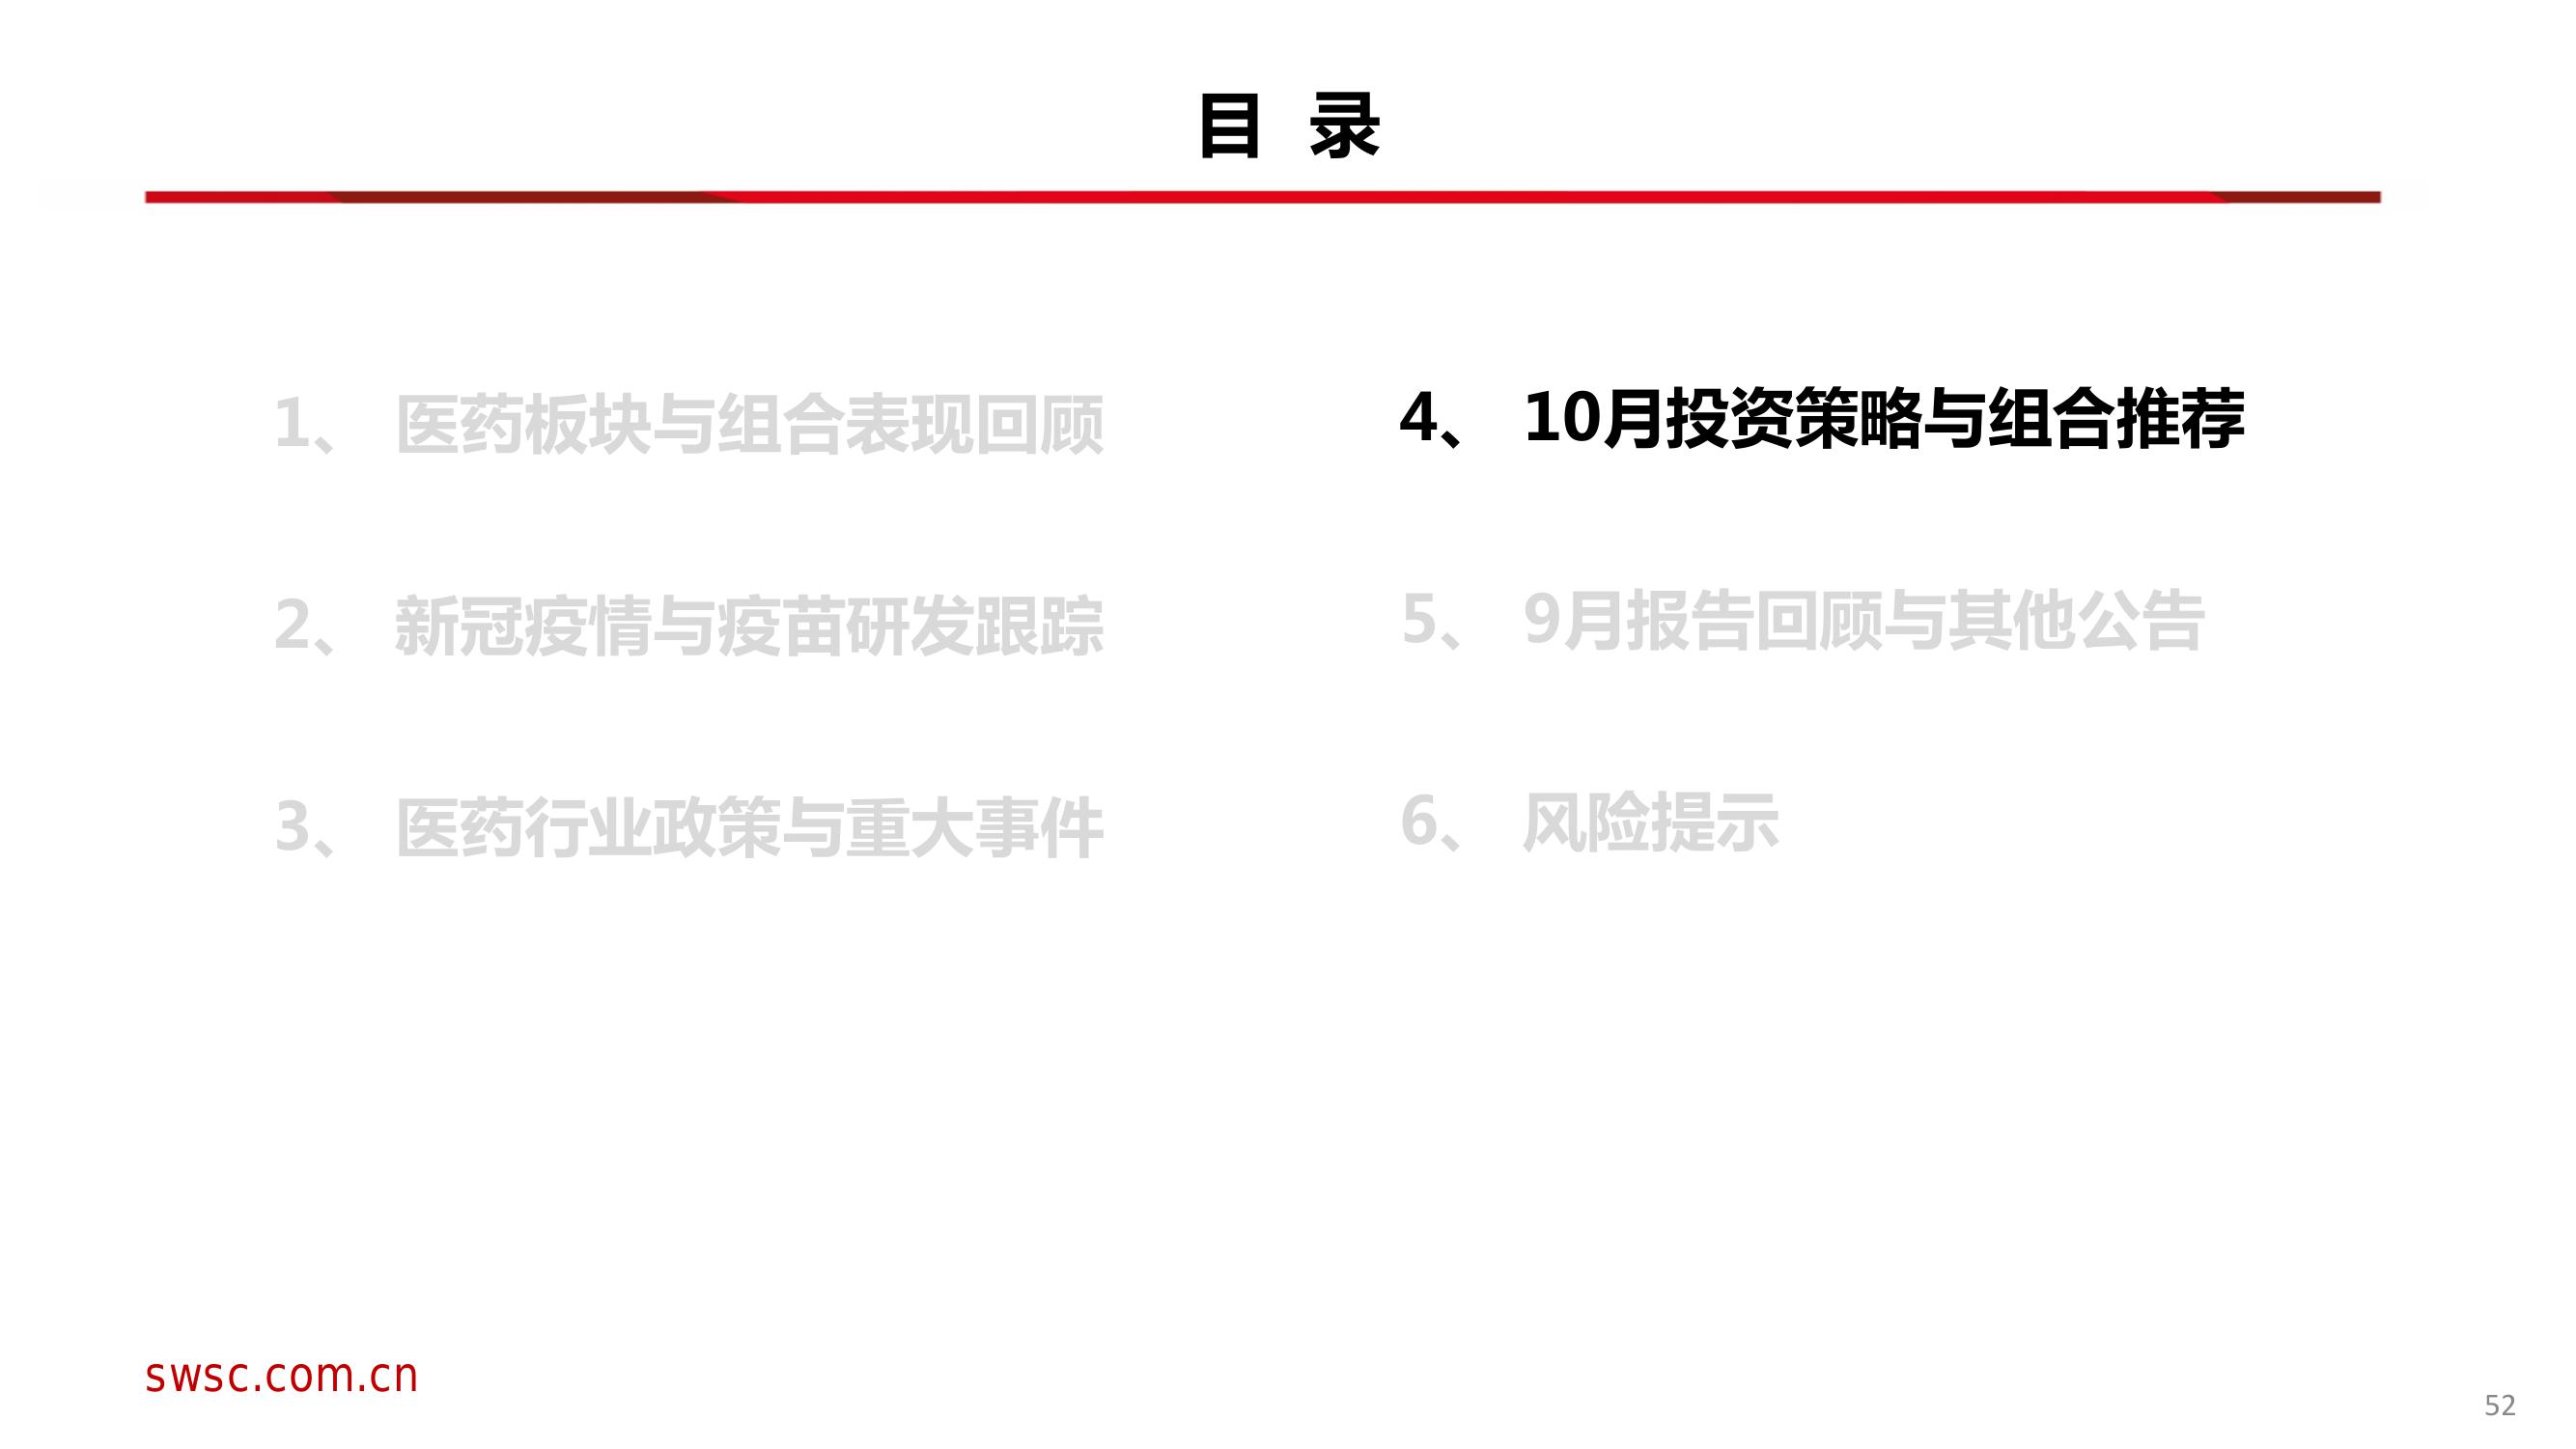 目 录
1、 医药板块与组合表现回顾
2、 新冠疫情与疫苗研发跟踪
3、 医药行业政策与重大事件
4、 10月投资策略与组合推荐
5、 9月报告回顾与其他公告
6、 风险提示
swsc.com.cn
52